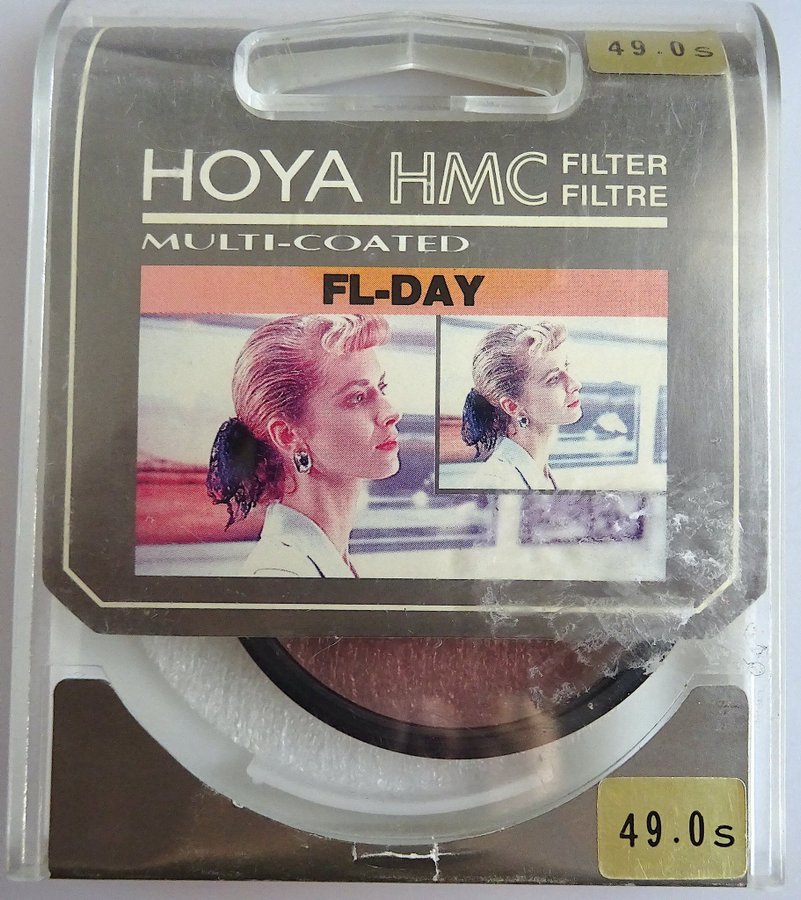 49.0s
HOYA HMC FILTER
FILTRE
MULTI-COATED
FL-DAY
49.0s